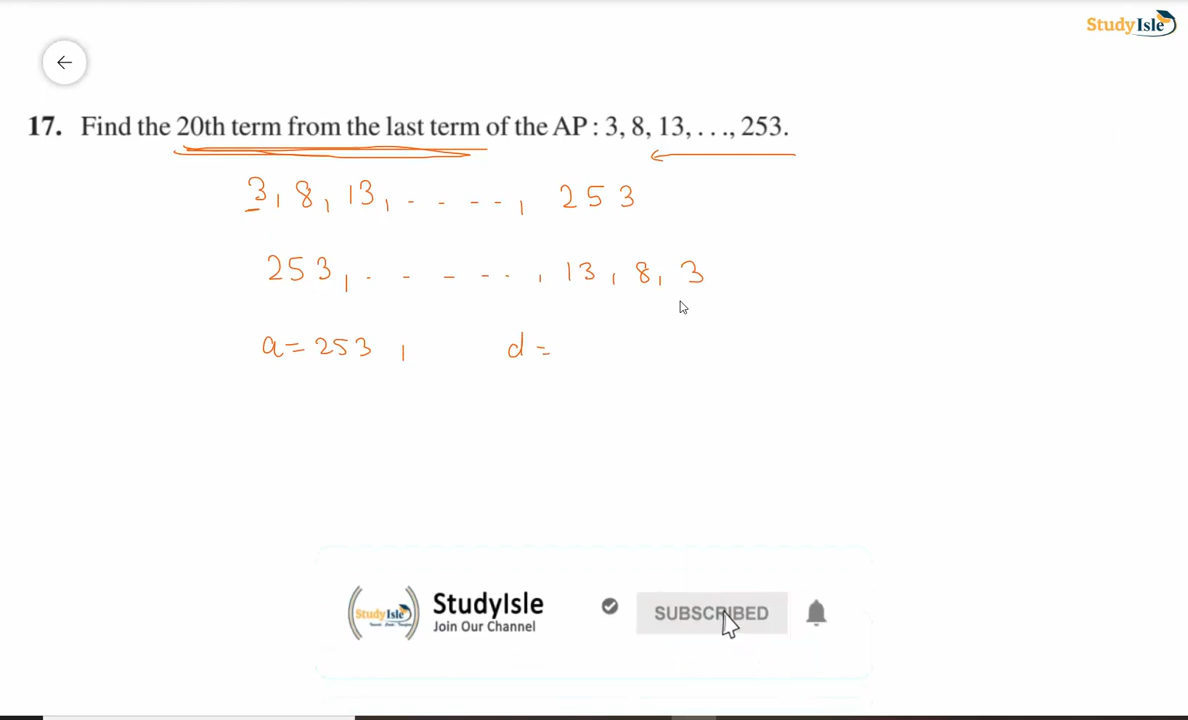 StudyIsle
17. Find the 20th term from the last term of the AP : 3, 8, 13, . . ., 253.
3, 8, 13, - - - - -, 253
253, - - - - - -, 13, 8, 3
a = 253 , d =
StudyIsle
StudyIsle SUBSCRIBED
Join Our Channel